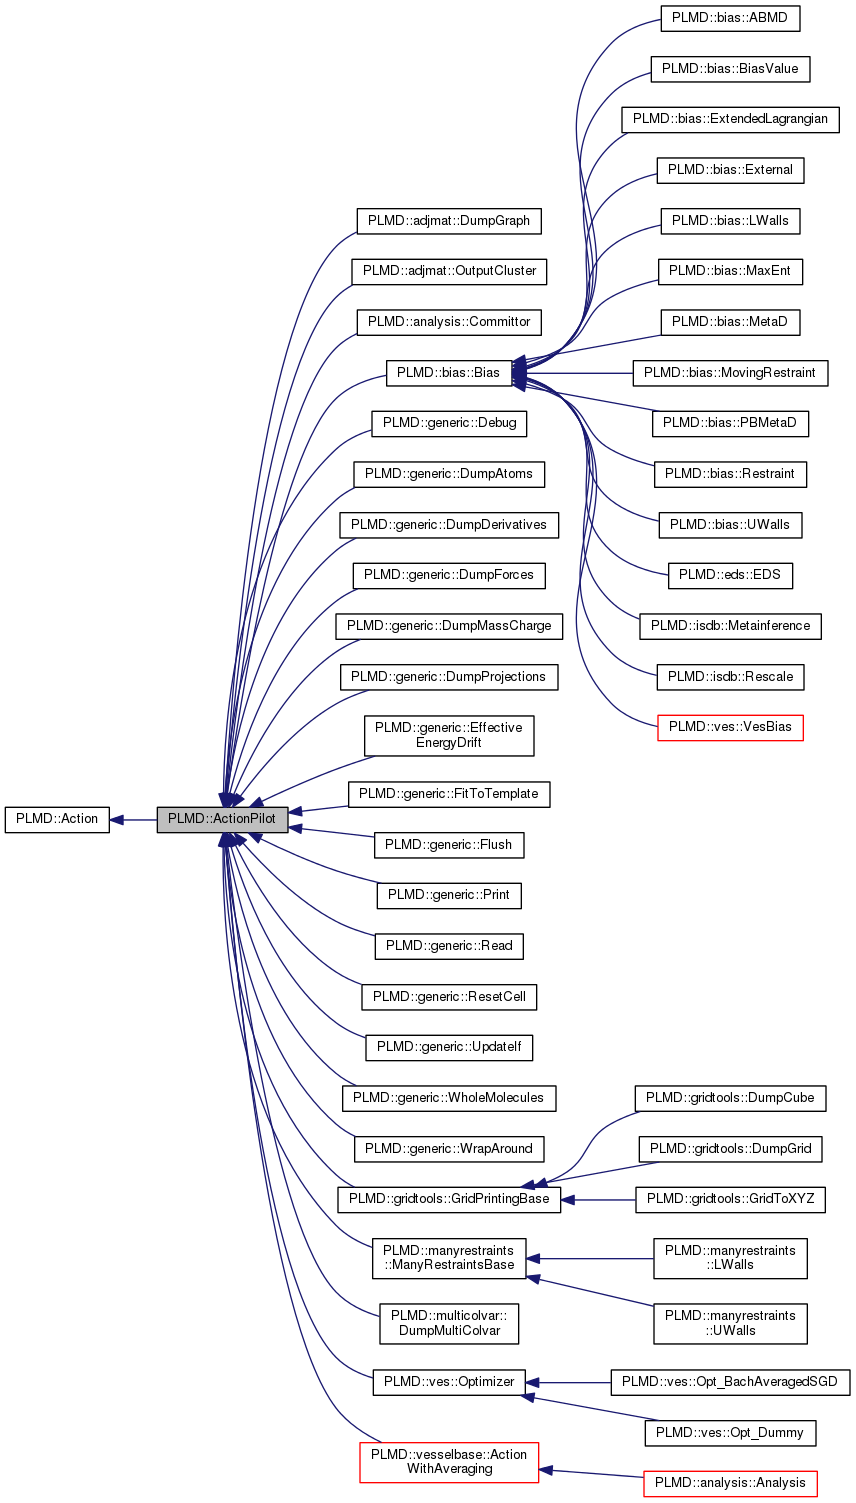 PLMD::Action
PLMD::ActionPilot
PLMD::adjmat::DumpGraph
PLMD::adjmat::OutputCluster
PLMD::analysis::Committor
PLMD::bias::Bias
PLMD::generic::Debug
PLMD::generic::DumpAtoms
PLMD::generic::DumpDerivatives
PLMD::generic::DumpForces
PLMD::generic::DumpMassCharge
PLMD::generic::DumpProjections
PLMD::generic::Effective
EnergyDrift
PLMD::generic::FitToTemplate
PLMD::generic::Flush
PLMD::generic::Print
PLMD::generic::Read
PLMD::generic::ResetCell
PLMD::generic::UpdateIf
PLMD::generic::WholeMolecules
PLMD::generic::WrapAround
PLMD::gridtools::GridPrintingBase
PLMD::manyrestraints
::ManyRestraintsBase
PLMD::multicolvar::
DumpMultiColvar
PLMD::ves::Optimizer
PLMD::vesselbase::Action
WithAveraging
PLMD::bias::ABMD
PLMD::bias::BiasValue
PLMD::bias::ExtendedLagrangian
PLMD::bias::External
PLMD::bias::LWalls
PLMD::bias::MaxEnt
PLMD::bias::MetaD
PLMD::bias::MovingRestraint
PLMD::bias::PBMetaD
PLMD::bias::Restraint
PLMD::bias::UWalls
PLMD::eds::EDS
PLMD::isdb::Metainference
PLMD::isdb::Rescale
PLMD::ves::VesBias
PLMD::gridtools::DumpCube
PLMD::gridtools::DumpGrid
PLMD::gridtools::GridToXYZ
PLMD::manyrestraints
::LWalls
PLMD::manyrestraints
::UWalls
PLMD::ves::Opt_BachAveragedSGD
PLMD::ves::Opt_Dummy
PLMD::analysis::Analysis